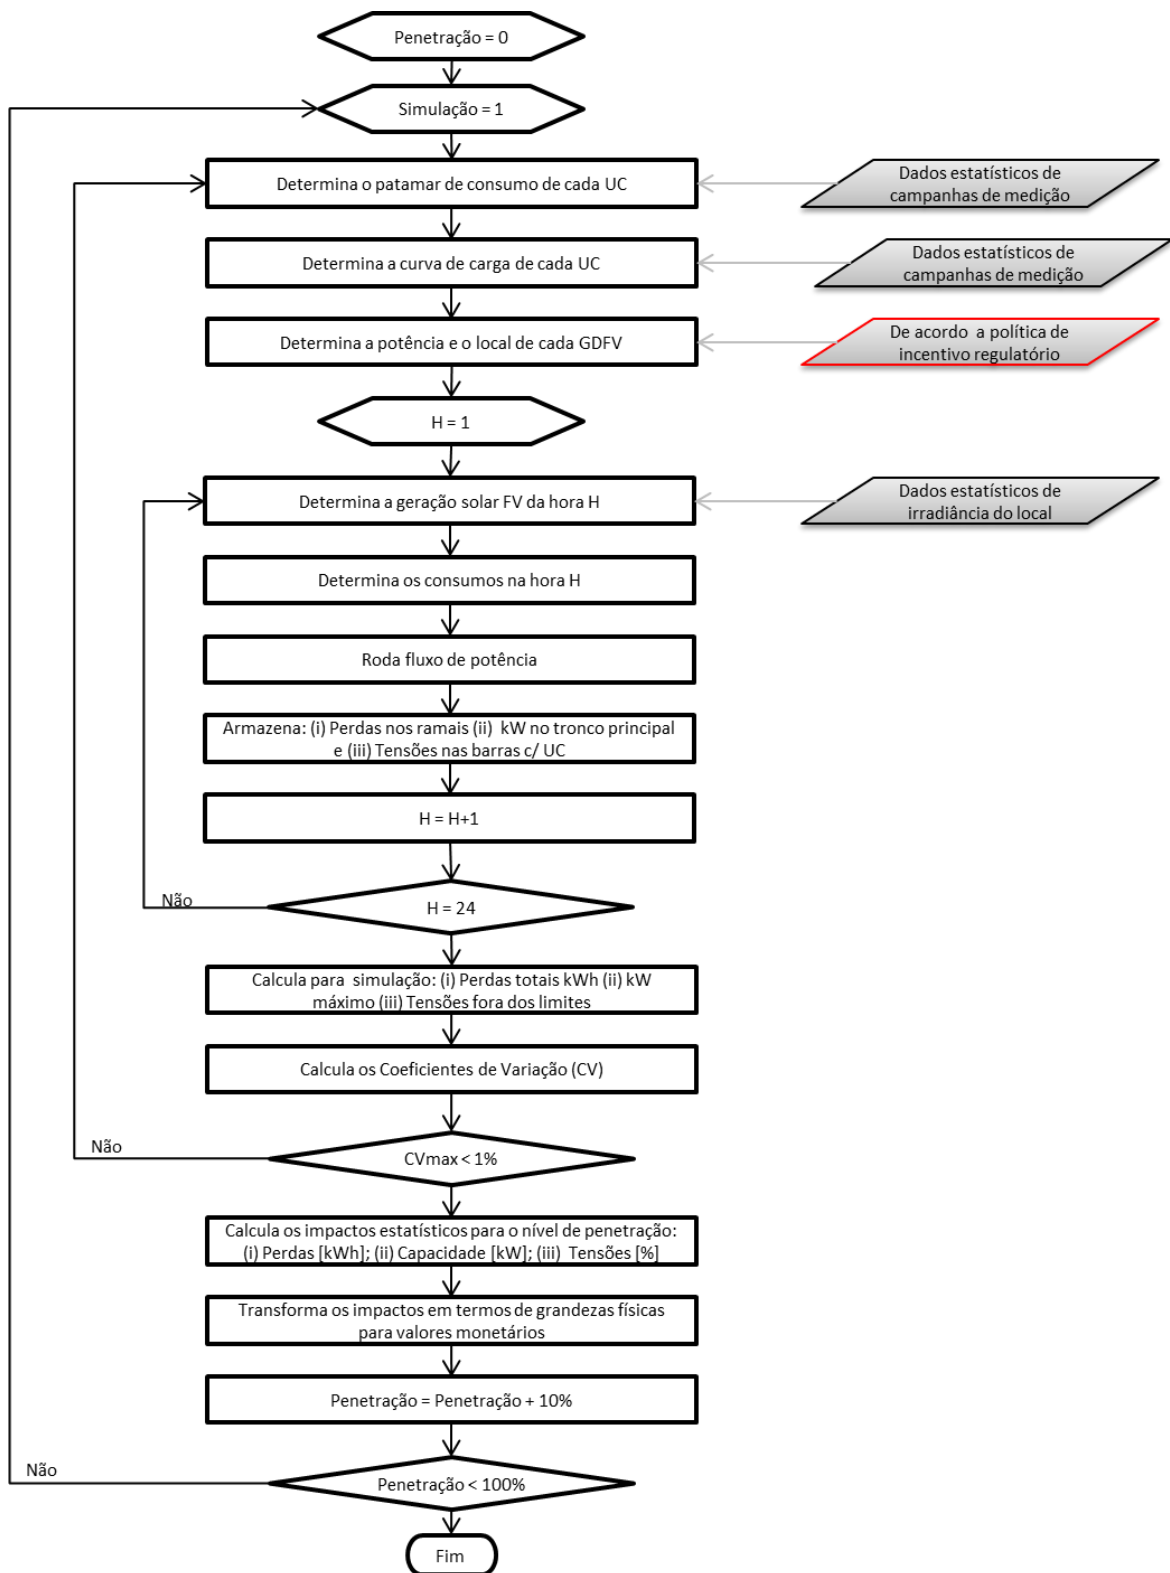 Penetração = 0
Simulação = 1
Determina o patamar de consumo de cada UC
Dados estatísticos de
campanhas de medição
Determina a curva de carga de cada UC
Dados estatísticos de
campanhas de medição
Determina a potência e o local de cada GDFV
De acordo a política de
incentivo regulatório
H = 1
Determina a geração solar FV da hora H
Dados estatísticos de
irradiância do local
Determina os consumos na hora H
Roda fluxo de potência
Armazena: (i) Perdas nos ramais (ii) kW no tronco principal
e (iii) Tensões nas barras c/ UC
H = H+1
Não
H = 24
Calcula para simulação: (i) Perdas totais kWh (ii) kW
máximo (iii) Tensões fora dos limites
Calcula os Coeficientes de Variação (CV)
Não
CVmax < 1%
Calcula os impactos estatísticos para o nível de penetração:
(i) Perdas [kWh]; (ii) Capacidade [kW]; (iii) Tensões [%]
Transforma os impactos em termos de grandezas físicas
para valores monetários
Penetração = Penetração + 10%
Não
Penetração < 100%
Fim